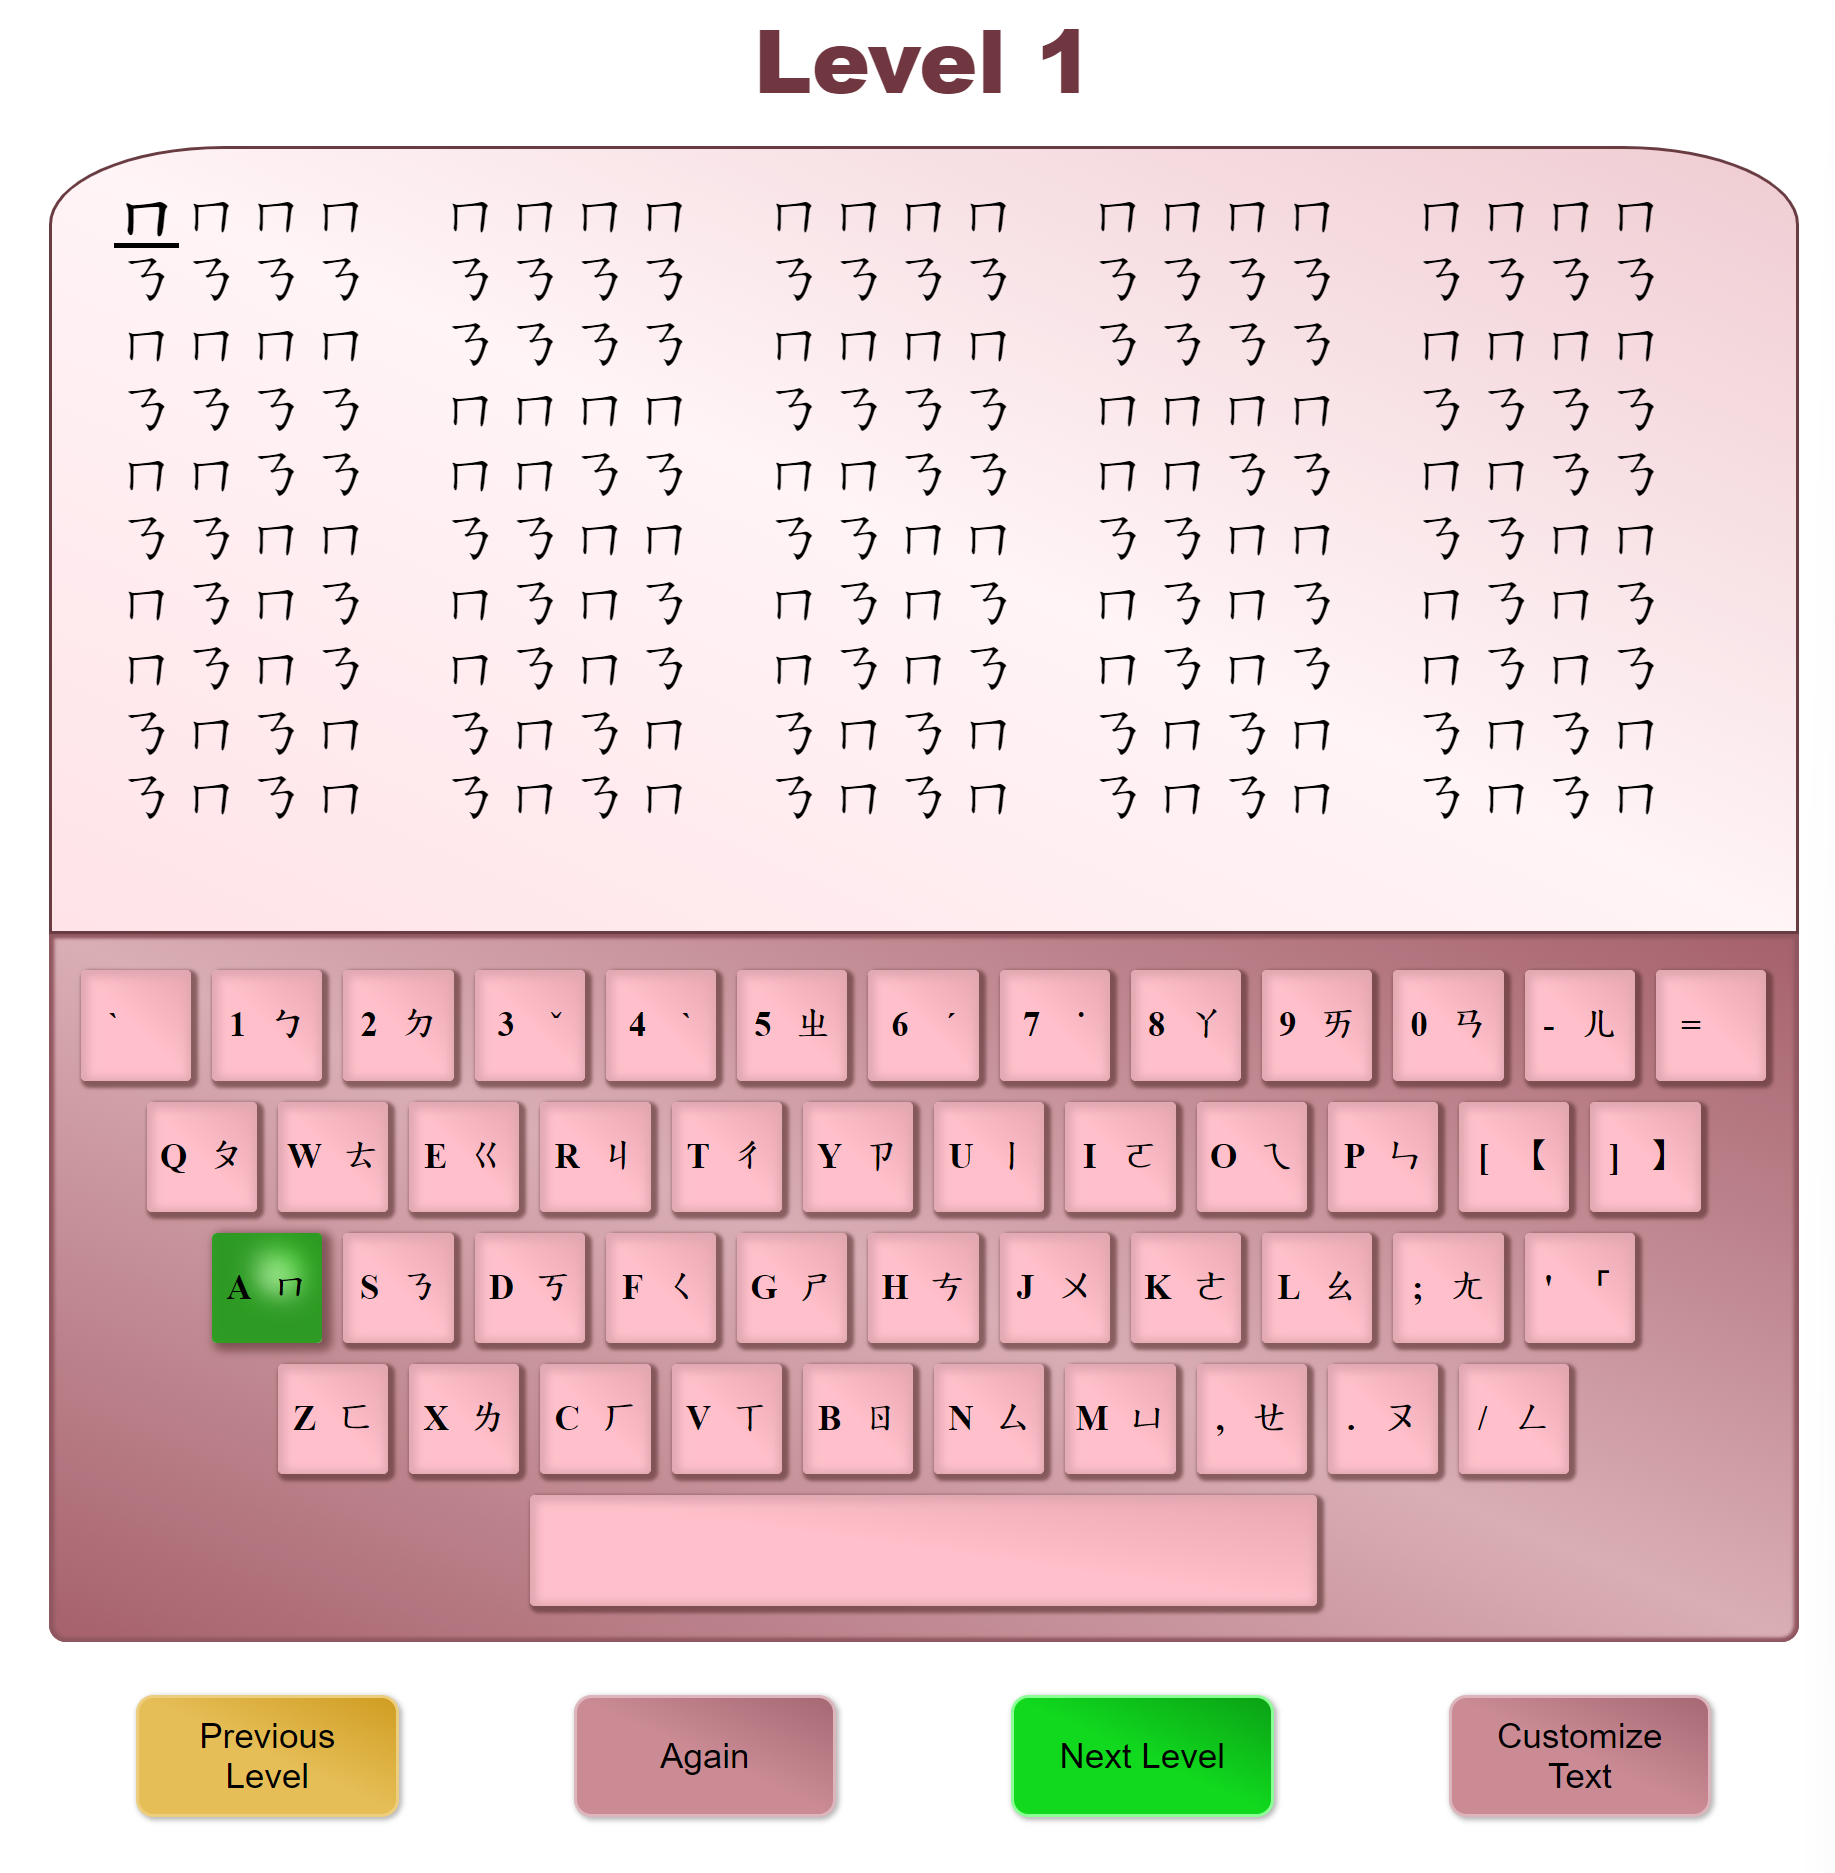 Level 1
ㄇㄇㄇㄇ ㄇㄇㄇㄇ ㄇㄇㄇㄇ ㄇㄇㄇㄇ ㄇㄇㄇㄇ
ㄋㄋㄋㄋ ㄋㄋㄋㄋ ㄋㄋㄋㄋ ㄋㄋㄋㄋ ㄋㄋㄋㄋ
ㄇㄇㄇㄇ ㄋㄋㄋㄋ ㄇㄇㄇㄇ ㄋㄋㄋㄋ ㄇㄇㄇㄇ
ㄋㄋㄋㄋ ㄇㄇㄇㄇ ㄋㄋㄋㄋ ㄇㄇㄇㄇ ㄋㄋㄋㄋ
ㄇㄇㄋㄋ ㄇㄇㄋㄋ ㄇㄇㄋㄋ ㄇㄇㄋㄋ ㄇㄇㄋㄋ
ㄋㄋㄇㄇ ㄋㄋㄇㄇ ㄋㄋㄇㄇ ㄋㄋㄇㄇ ㄋㄋㄇㄇ
ㄇㄋㄇㄋ ㄇㄋㄇㄋ ㄇㄋㄇㄋ ㄇㄋㄇㄋ ㄇㄋㄇㄋ
ㄇㄋㄇㄋ ㄇㄋㄇㄋ ㄇㄋㄇㄋ ㄇㄋㄇㄋ ㄇㄋㄇㄋ
ㄋㄇㄋㄇ ㄋㄇㄋㄇ ㄋㄇㄋㄇ ㄋㄇㄋㄇ ㄋㄇㄋㄇ
ㄋㄇㄋㄇ ㄋㄇㄋㄇ ㄋㄇㄋㄇ ㄋㄇㄋㄇ ㄋㄇㄋㄇ
` 1 ㄅ 2 ㄉ 3 ˇ 4 ˋ 5 ㄓ 6 ˊ 7 ˙ 8 ㄚ 9 ㄞ 0 ㄢ - ㄦ =
Q ㄆ W ㄊ E ㄍ R ㄐ T ㄔ Y ㄗ U ㄧ I ㄛ O ㄟ P ㄣ [ 【 ] 】
A ㄇ S ㄋ D ㄎ F ㄑ G ㄕ H ㄘ J ㄨ K ㄜ L ㄠ ; ㄤ ' 「
Z ㄈ X ㄌ C ㄏ V ㄒ B ㄖ N ㄙ M ㄩ , ㄝ . ㄡ / ㄥ
Previous Level
Again
Next Level
Customize Text